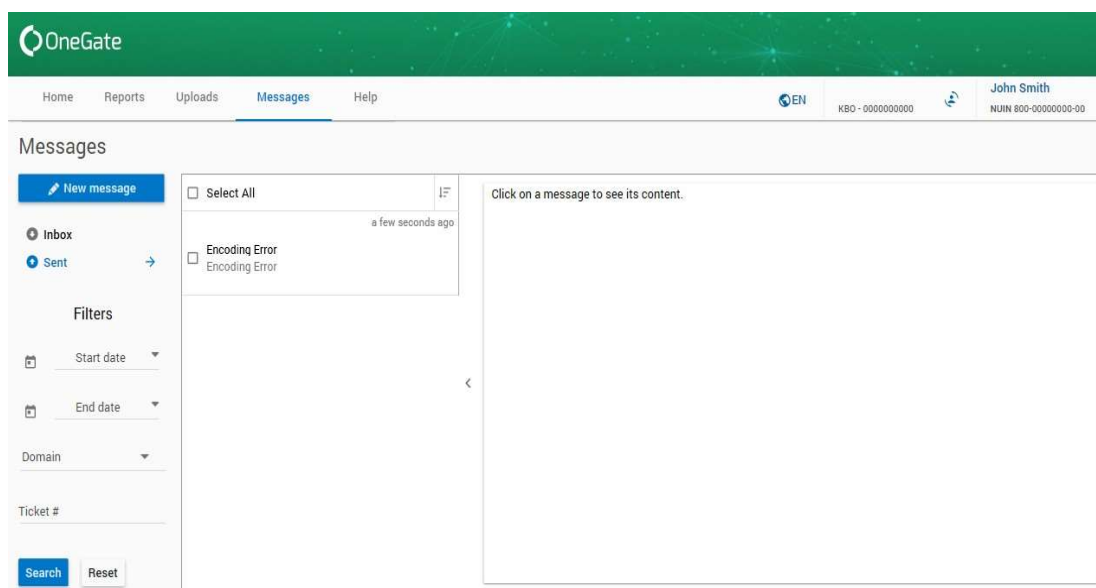 OneGate
Home Reports Uploads Messages Help
EN
KBO - 0000000000
John Smith
NUIN 800-00000000-00
Messages
New message
Inbox
Sent
Filters
Start date
End date
Domain
Ticket #
Search Reset
Select All
a few seconds ago
Encoding Error
Encoding Error
Click on a message to see its content.